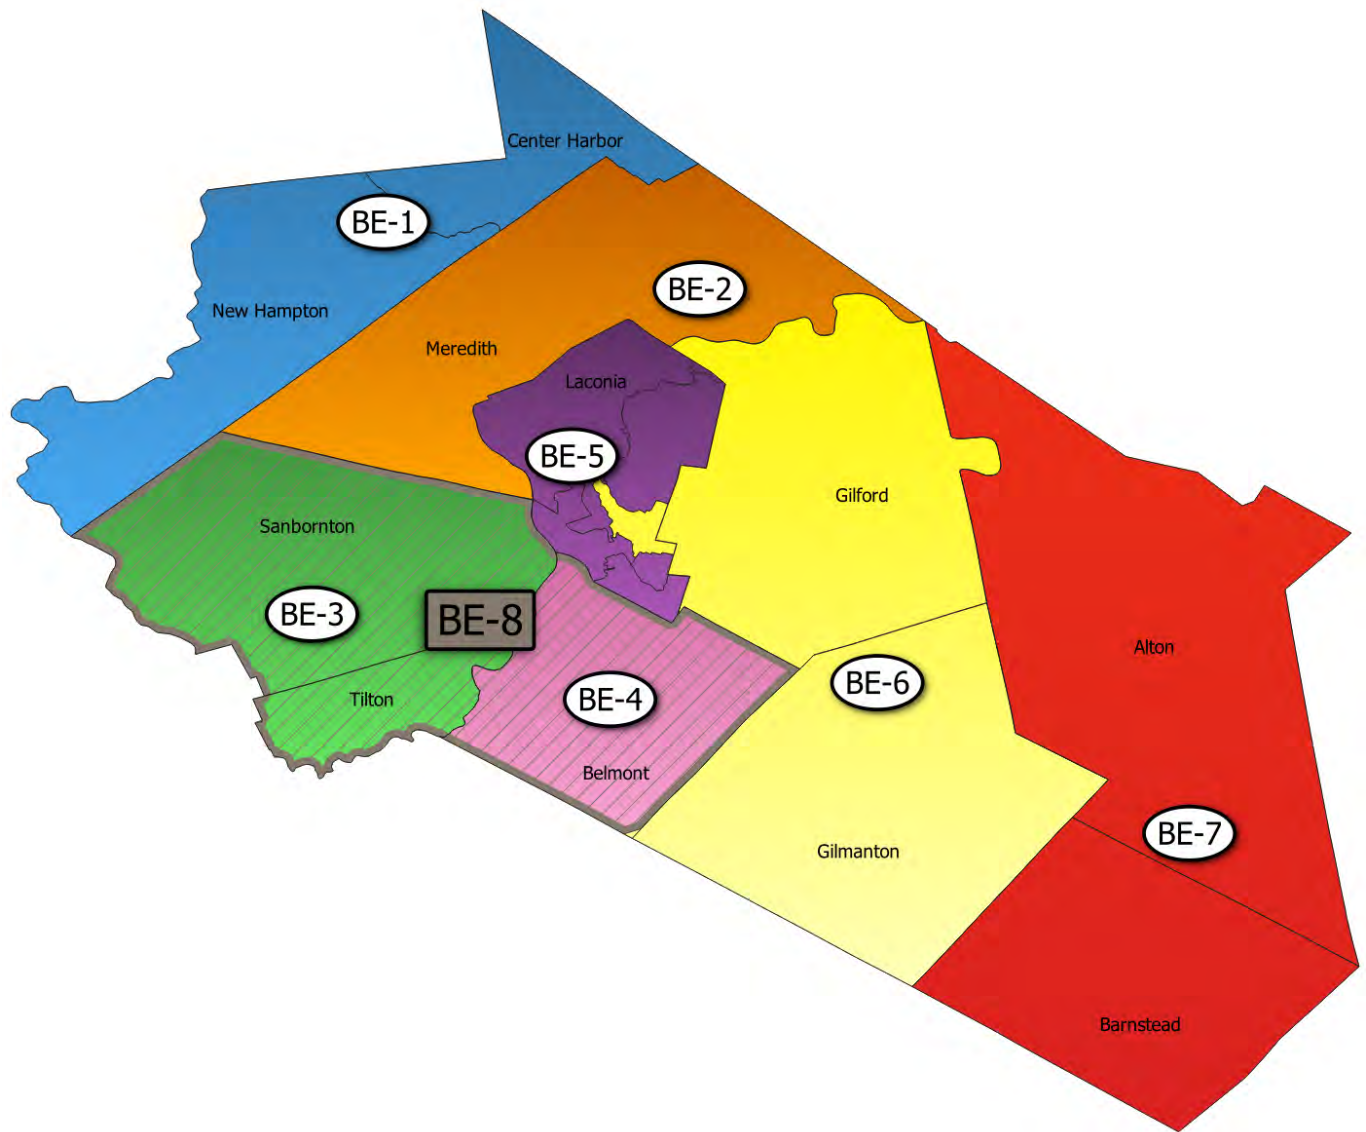 Center Harbor
BE-1
BE-2
New Hampton
Meredith
Laconia
BE-5
Gilford
Sanbornton
BE-3
BE-8
Alton
Tilton
BE-4
BE-6
Belmont
BE-7
Gilmanton
Barnstead